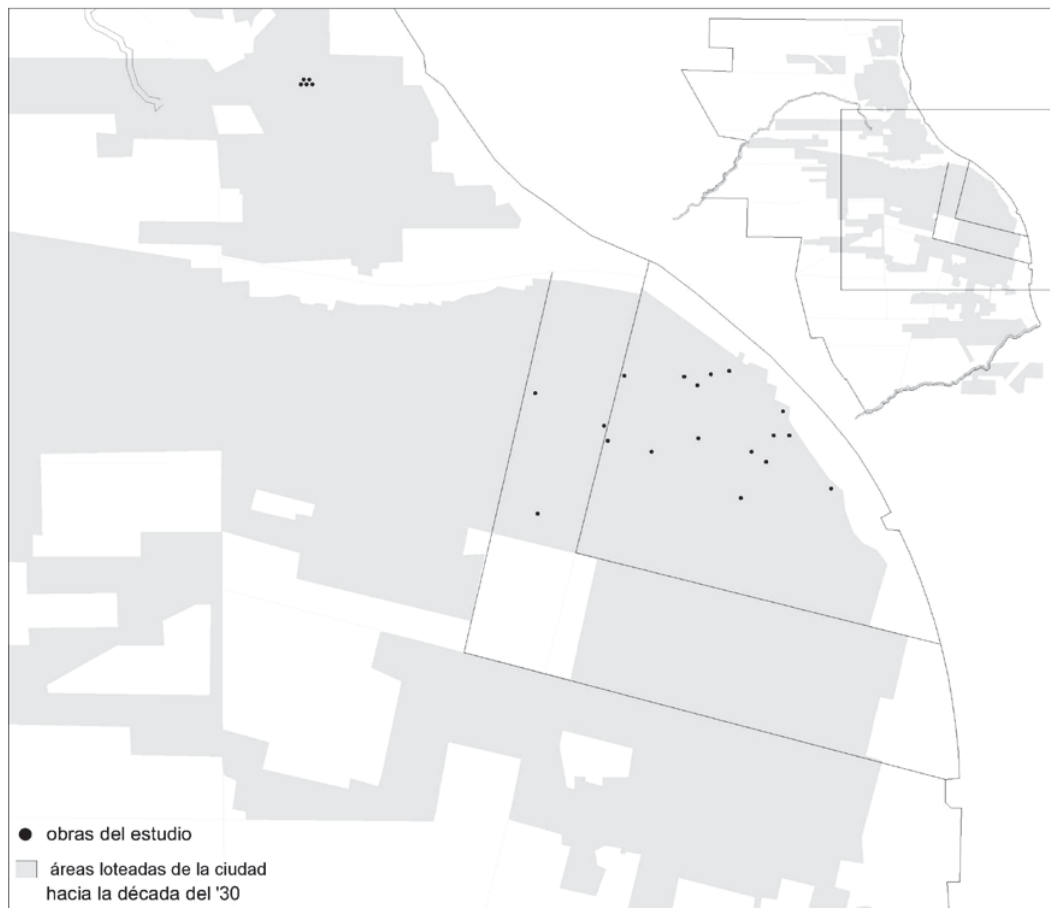 obras del estudio
áreas loteadas de la ciudad
hacia la década del '30